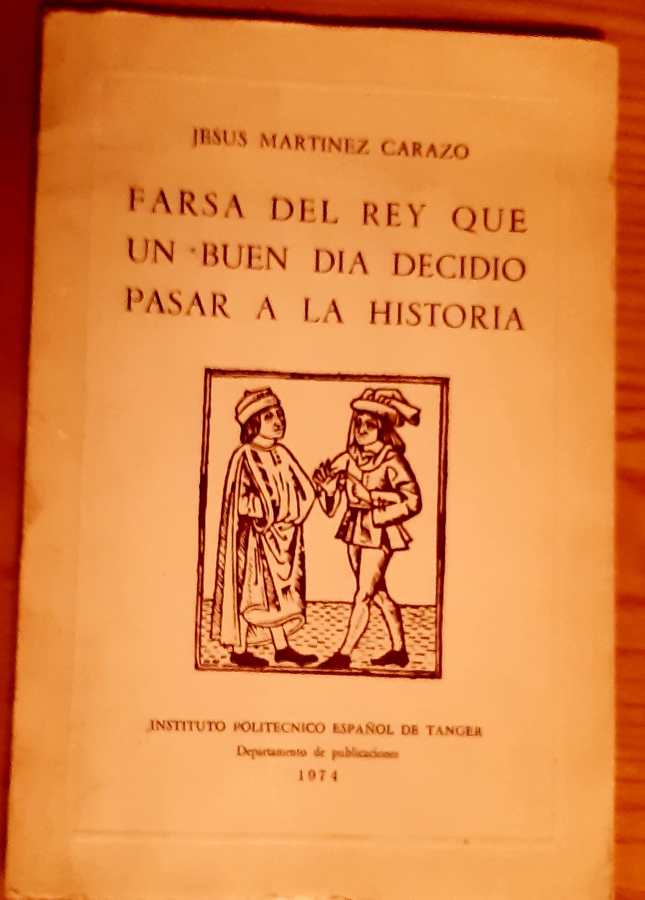 JESUS MARTINEZ CARAZO
FARSA DEL REY QUE
UN BUEN DIA DECIDIO
PASAR A LA HISTORIA
INSTITUTO POLITECNICO ESPAÑOL DE TANGER
Departamento de publicaciones
1974